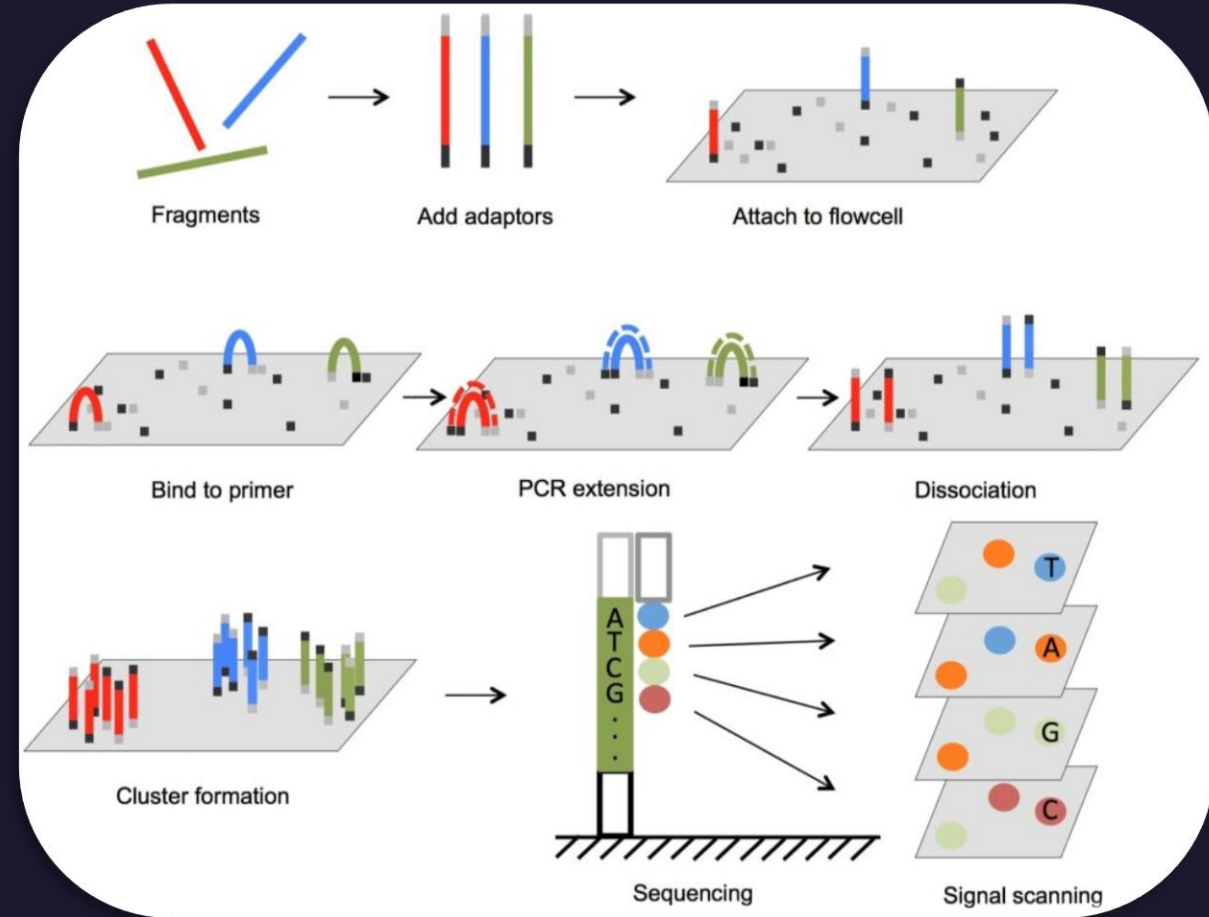 Fragments
Add adaptors
Attach to flowcell
Bind to primer
PCR extension
Dissociation
Cluster formation
A
T
C
G
.
.
.
Sequencing
T
A
G
C
Signal scanning